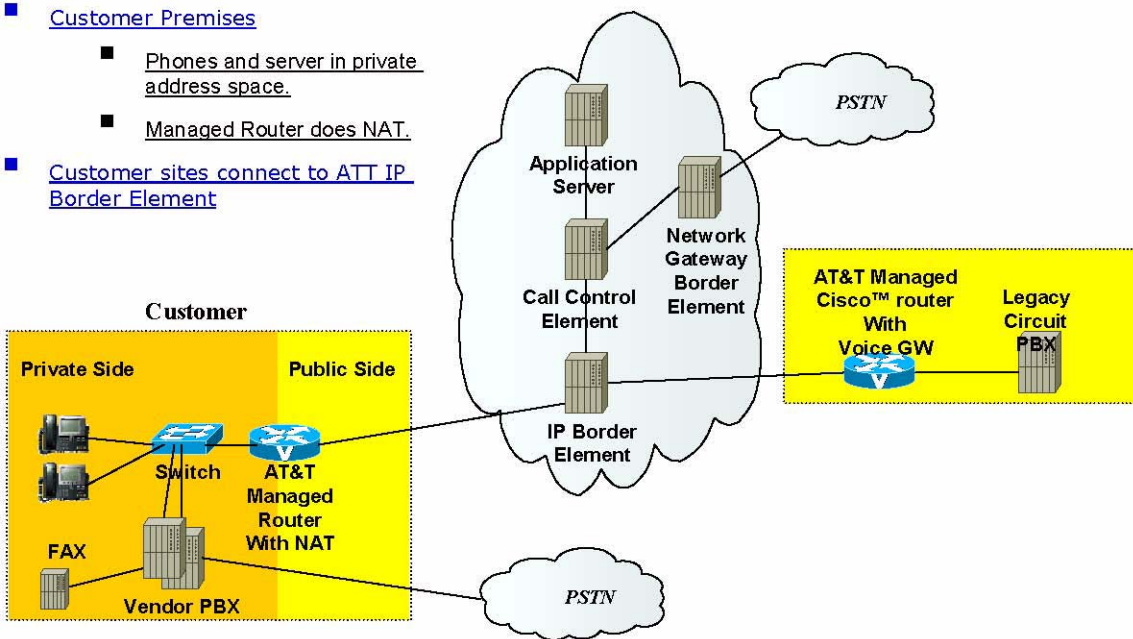 Customer Premises
Phones and server in private
address space.
Managed Router does NAT.
Customer sites connect to ATT IP
Border Element
PSTN
Application
Server
Network
Gateway
Border
Element
Call Control
Element
AT&T Managed
Cisco™ router
With
Voice GW
Legacy
Circuit
PBX
V
Customer
Private Side
Public Side
IP Border
Element
Switch
V
AT&T
Managed
Router
With NAT
FAX
Vendor PBX
PSTN